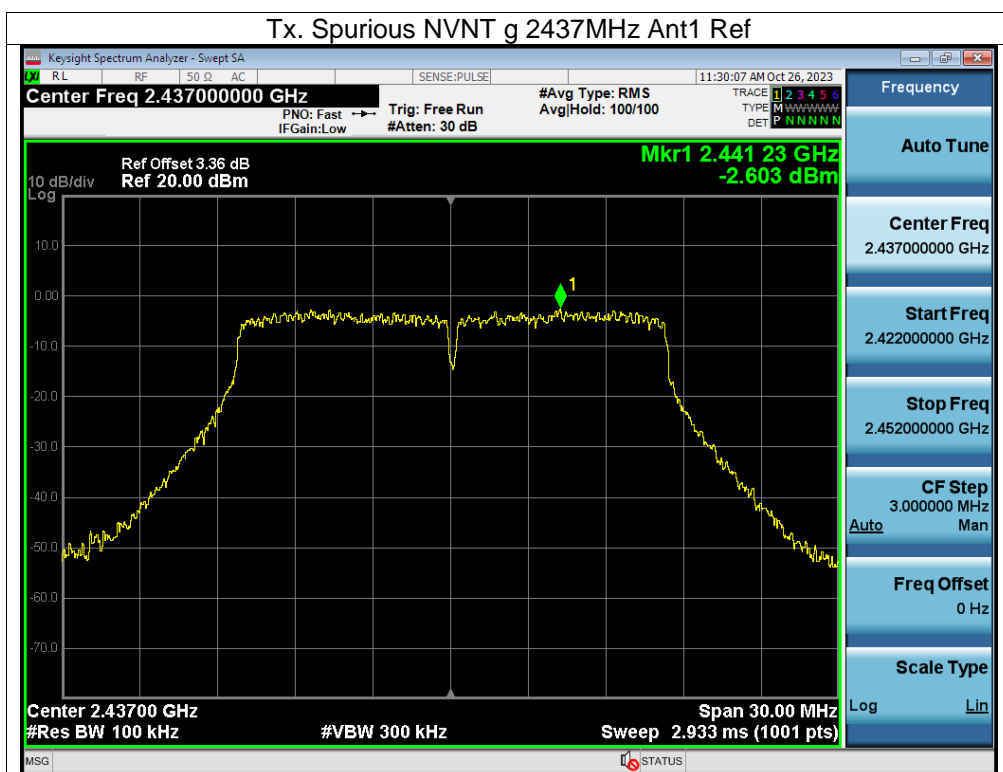 Tx. Spurious NVNT g 2437MHz Ant1 Ref
Keysight Spectrum Analyzer - Swept SA
LXI RL RF 50 Ω AC SENSE:PULSE 11:30:07 AM Oct 26, 2023
Center Freq 2.437000000 GHz
PNO: Fast
IFGain:Low
Trig: Free Run
#Atten: 30 dB
#Avg Type: RMS
Avg|Hold: 100/100
TRACE 1 2 3 4 5 6
TYPE M WWWWW
DET P N N N N N
Mkr1 2.441 23 GHz
-2.603 dBm
Ref Offset 3.36 dB
10 dB/div Ref 20.00 dBm
Log
10.0
0.00
-10.0
-20.0
-30.0
-40.0
-50.0
-60.0
-70.0
1
Center 2.43700 GHz Span 30.00 MHz
#Res BW 100 kHz #VBW 300 kHz Sweep 2.933 ms (1001 pts)
MSG STATUS
Frequency
Auto Tune
Center Freq
2.437000000 GHz
Start Freq
2.422000000 GHz
Stop Freq
2.452000000 GHz
CF Step
3.000000 MHz
Auto Man
Freq Offset
0 Hz
Scale Type
Log Lin